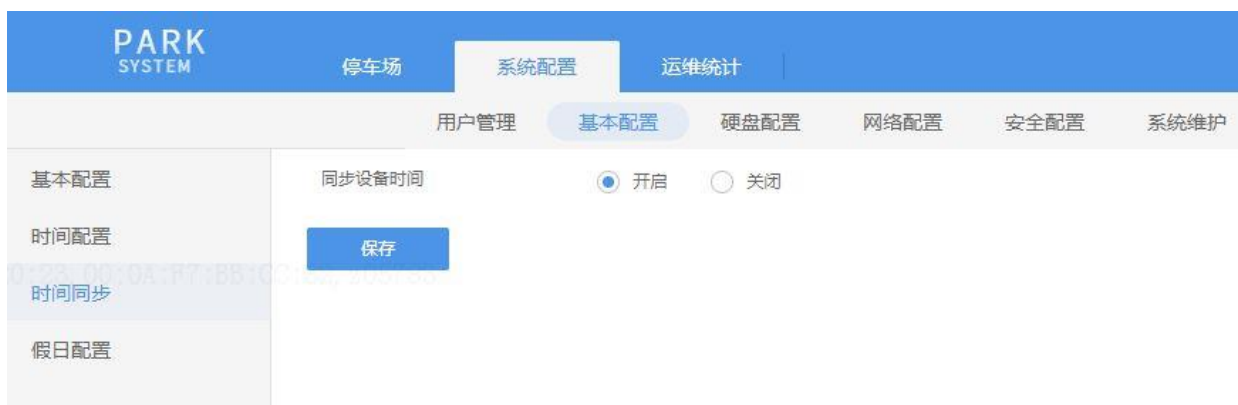 PARK
SYSTEM
停车场 系统配置 运维统计
用户管理 基本配置 硬盘配置 网络配置 安全配置 系统维护
基本配置 同步设备时间 开启 关闭
时间配置 保存
时间同步
假日配置